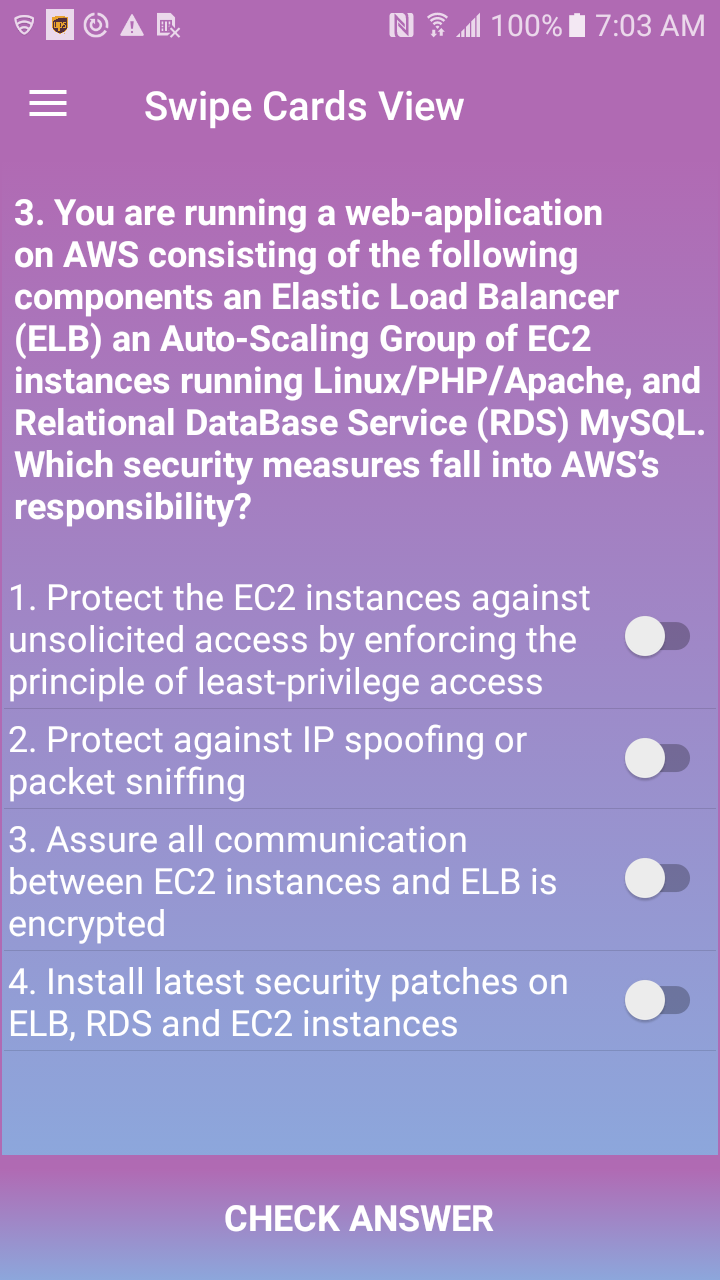 ups
100% 7:03 AM
Swipe Cards View
3. You are running a web-application
on AWS consisting of the following
components an Elastic Load Balancer
(ELB) an Auto-Scaling Group of EC2
instances running Linux/PHP/Apache, and
Relational DataBase Service (RDS) MySQL.
Which security measures fall into AWS’s
responsibility?
1. Protect the EC2 instances against
unsolicited access by enforcing the
principle of least-privilege access
2. Protect against IP spoofing or
packet sniffing
3. Assure all communication
between EC2 instances and ELB is
encrypted
4. Install latest security patches on
ELB, RDS and EC2 instances
CHECK ANSWER